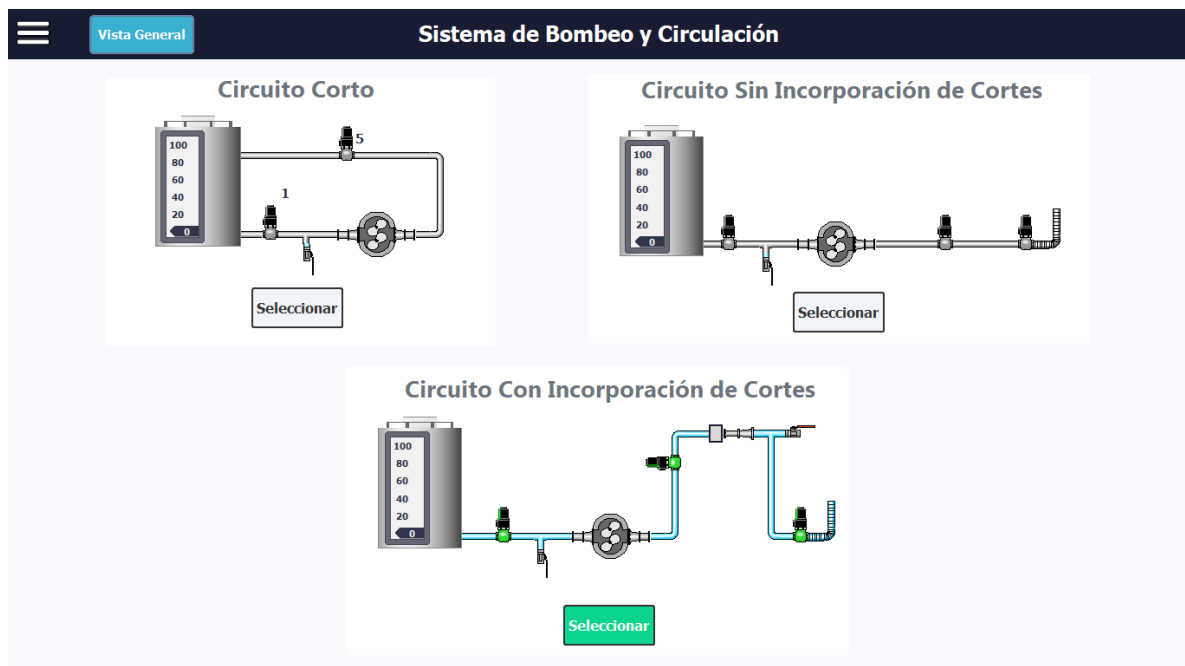 Vista General
Sistema de Bombeo y Circulación
Circuito Corto
100
80
60
40
20
0
5
1
Seleccionar
Circuito Sin Incorporación de Cortes
100
80
60
40
20
0
Seleccionar
Circuito Con Incorporación de Cortes
100
80
60
40
20
0
Seleccionar